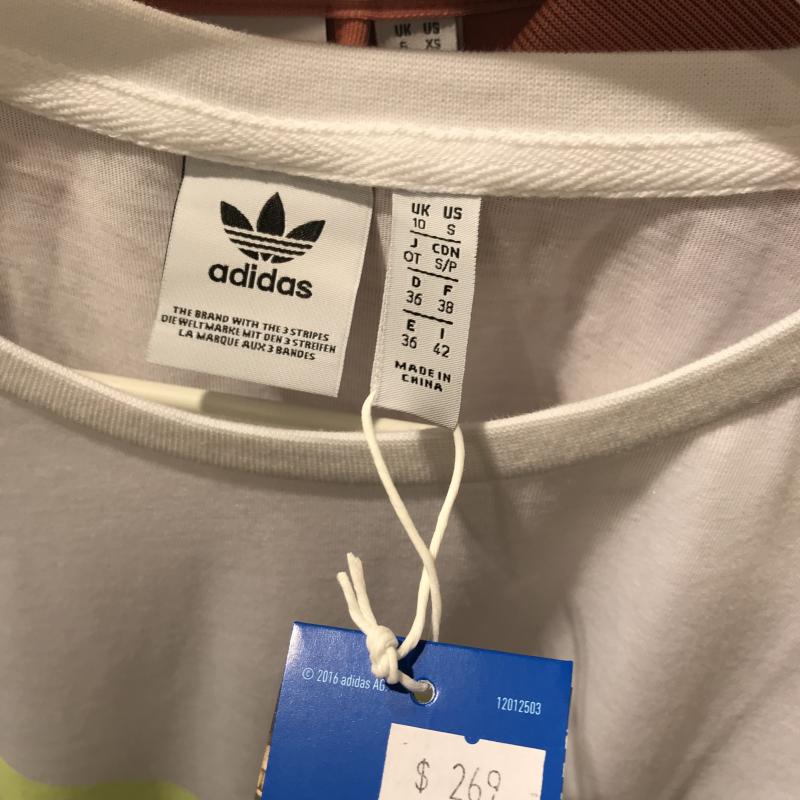 UK US
XS
adidas
THE BRAND WITH THE 3 STRIPES
DIE WELTMARKE MIT DEN 3 STREIFEN
LA MARQUE AUX 3 BANDES
UK US
10 S
J CDN
OT S/P
D F
36 38
E I
36 42
MADE IN
CHINA
© 2016 adidas AG.
12012503
$ 269